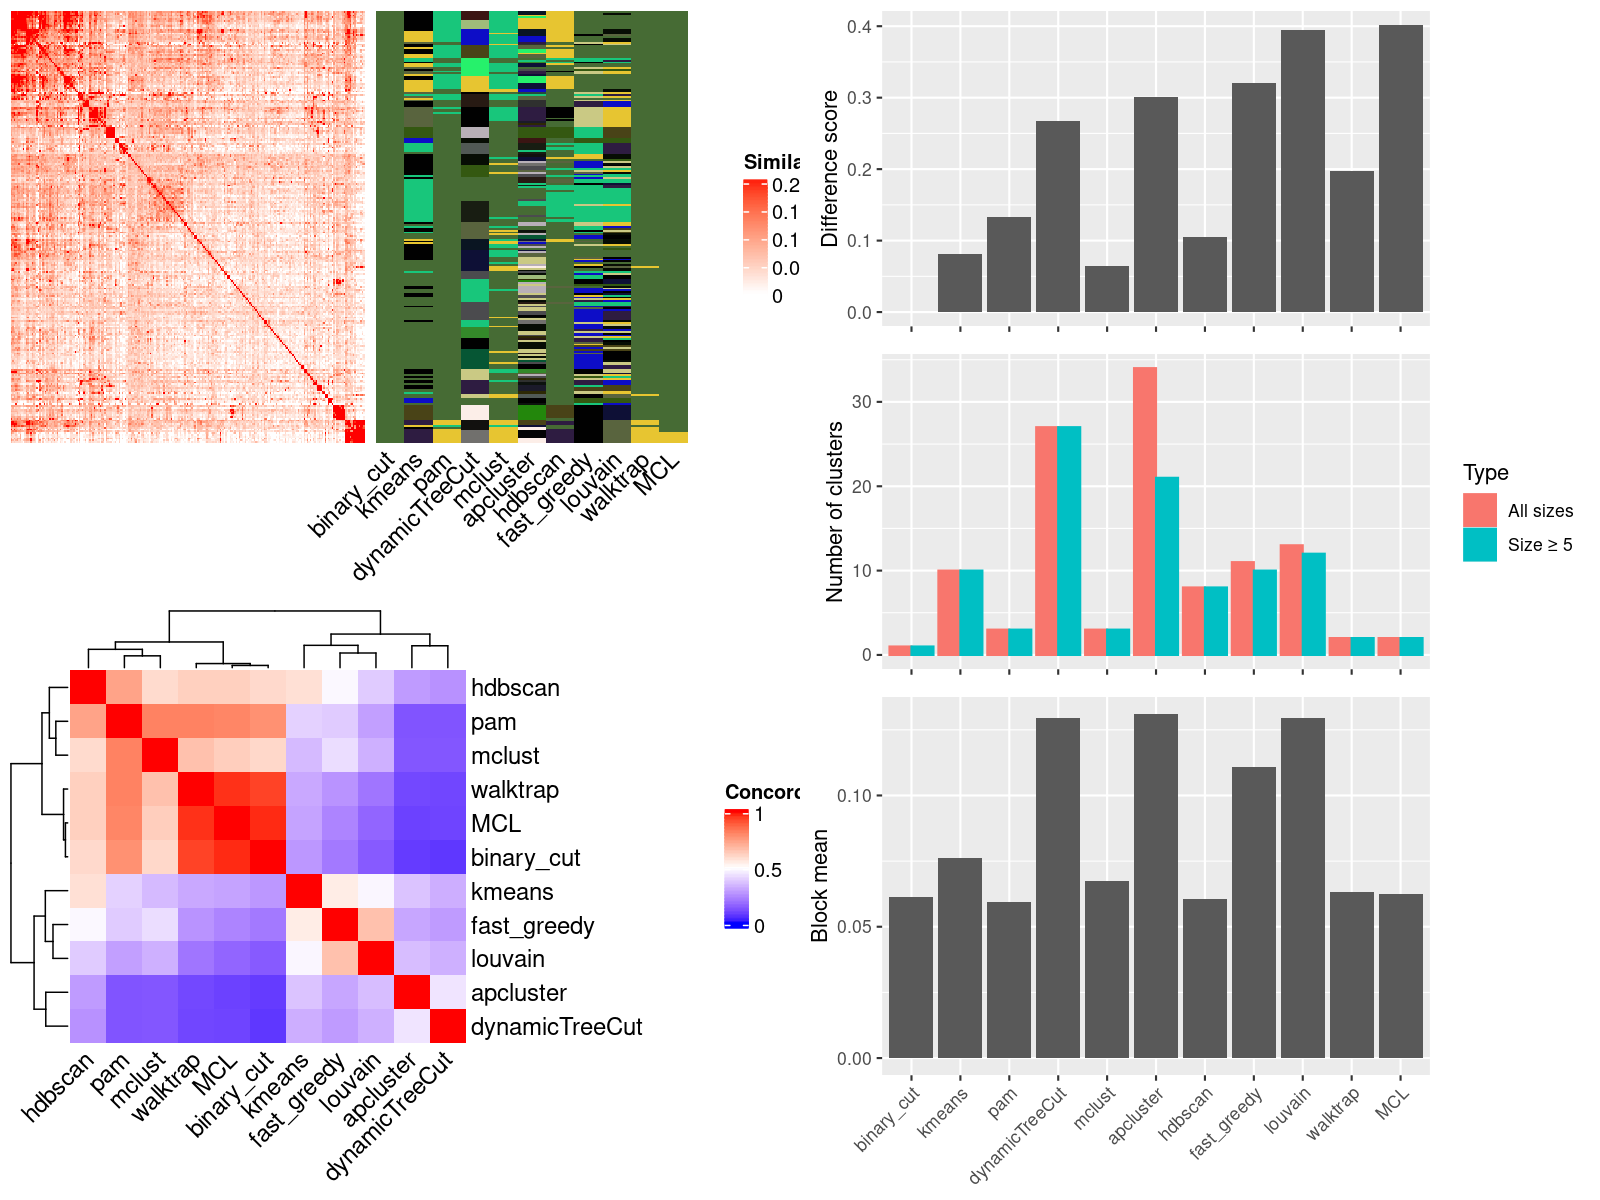 Simila
0.2
0.1
0.1
0.0
0
binary_cut
kmeans
pam
dynamicTreeCut
mclust
apcluster
hdbscan
fast_greedy
louvain
walktrap
MCL
Difference score
0.4
0.3
0.2
0.1
0.0
Number of clusters
30
20
10
0
Type
All sizes
Size ≥ 5
hdbscan
pam
mclust
walktrap
MCL
binary_cut
kmeans
fast_greedy
louvain
apcluster
dynamicTreeCut
hdbscan
pam
mclust
walktrap
MCL
binary_cut
kmeans
fast_greedy
louvain
apcluster
dynamicTreeCut
Concord
1
0.5
0
Block mean
0.10
0.05
0.00
binary_cut
kmeans
pam
dynamicTreeCut
mclust
apcluster
hdbscan
fast_greedy
louvain
walktrap
MCL